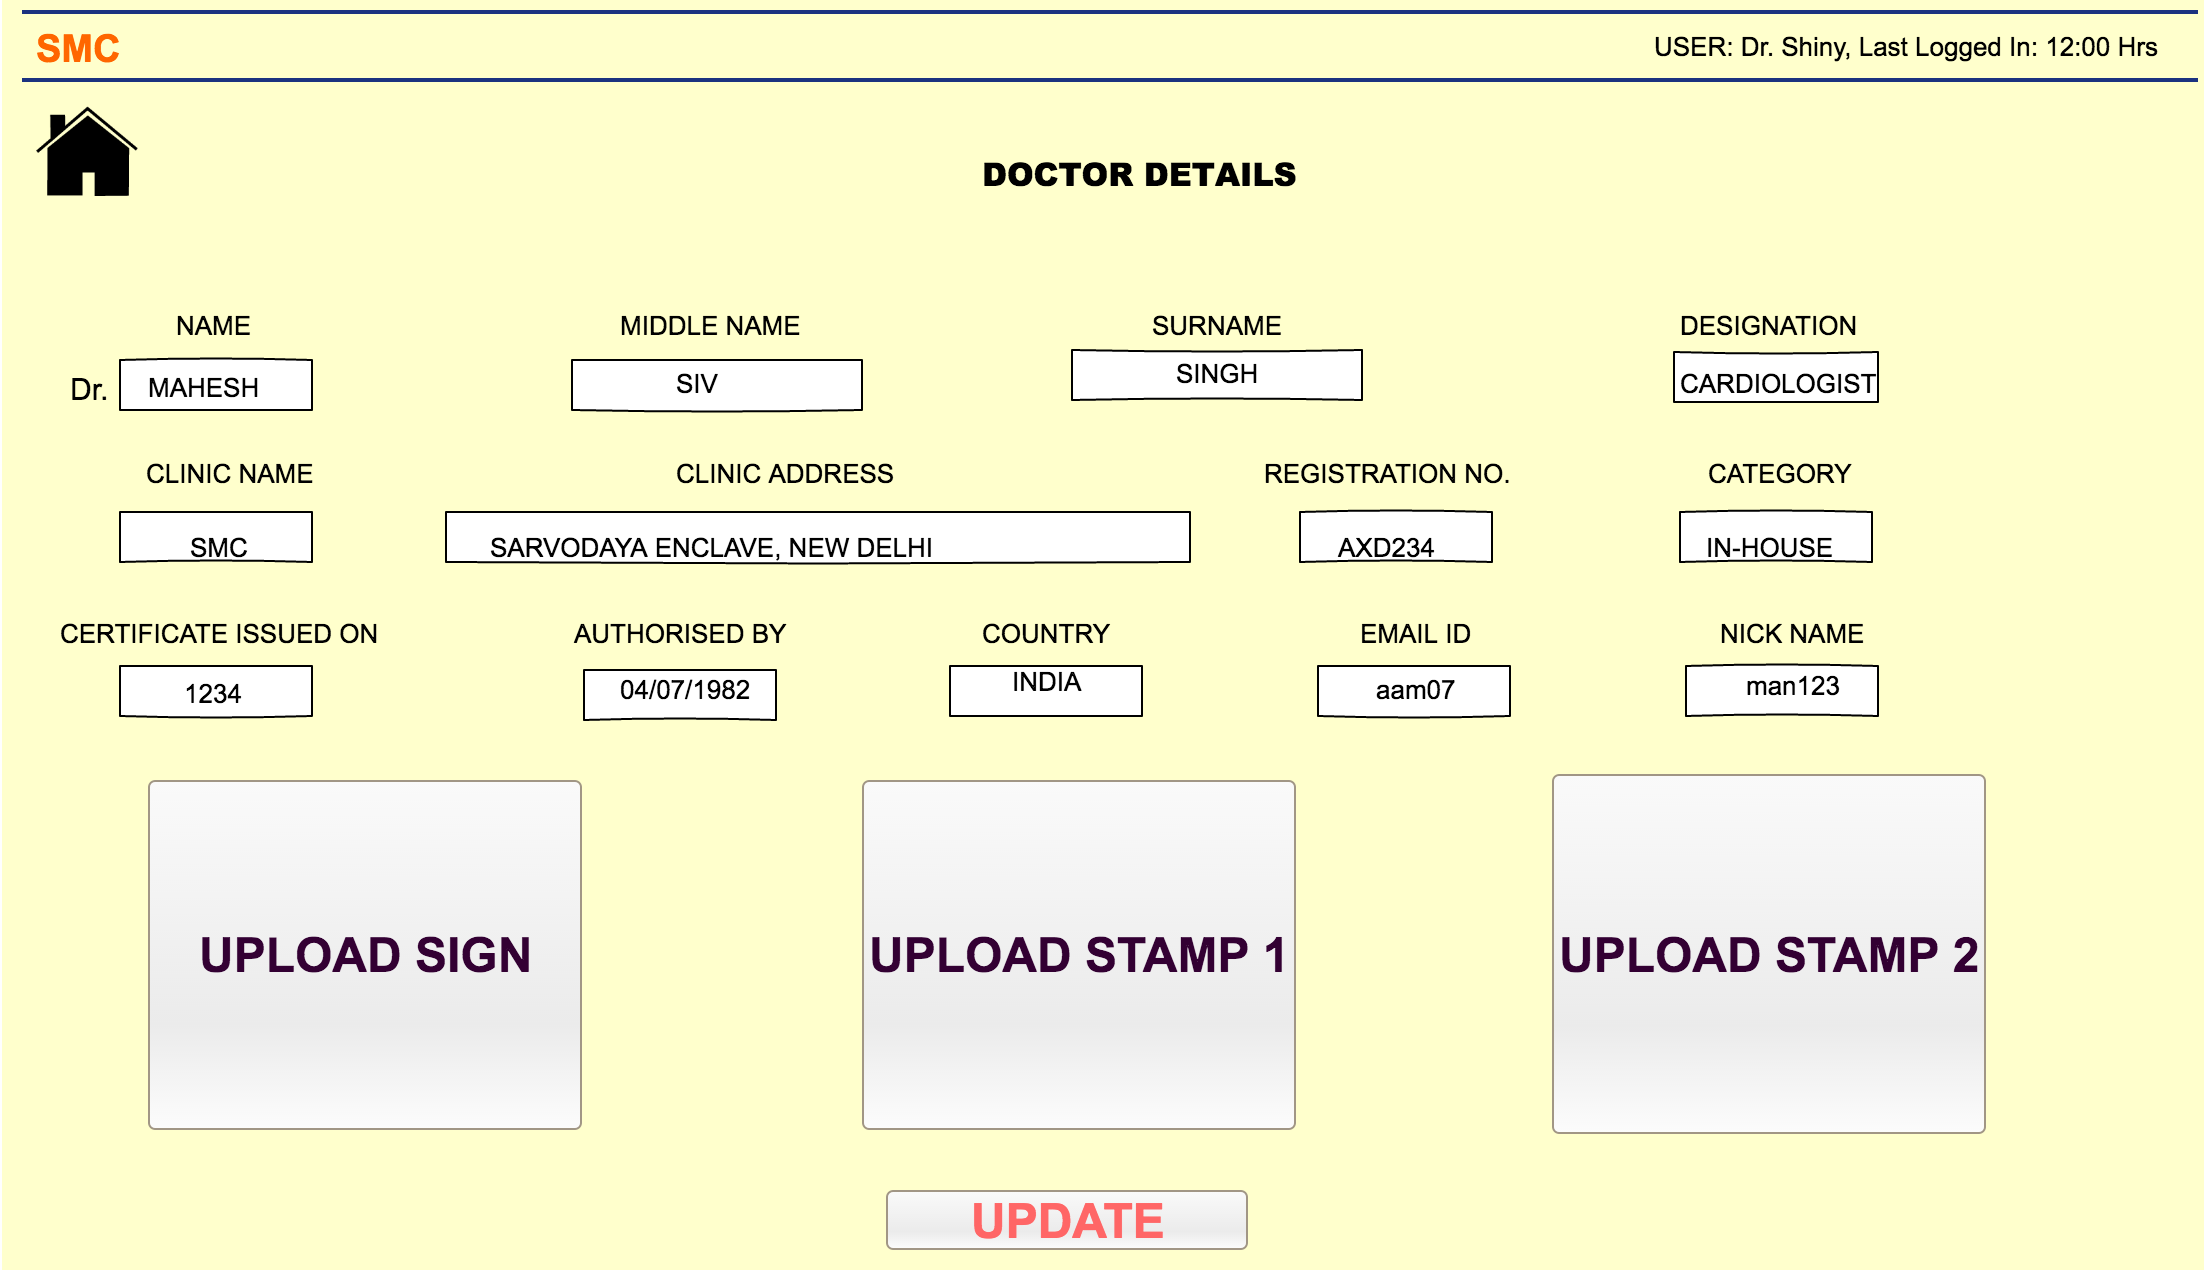 SMC
USER: Dr. Shiny, Last Logged In: 12:00 Hrs
DOCTOR DETAILS
NAME MIDDLE NAME SURNAME DESIGNATION
Dr. MAHESH SIV SINGH CARDIOLOGIST
CLINIC NAME CLINIC ADDRESS REGISTRATION NO. CATEGORY
SMC SARVODAYA ENCLAVE, NEW DELHI AXD234 IN-HOUSE
CERTIFICATE ISSUED ON AUTHORISED BY COUNTRY EMAIL ID NICK NAME
1234 04/07/1982 INDIA aam07 man123
UPLOAD SIGN UPLOAD STAMP 1 UPLOAD STAMP 2
UPDATE